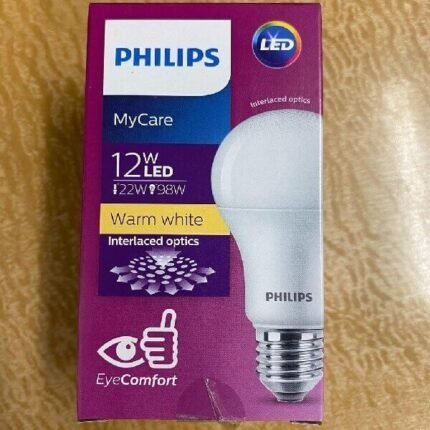 PHILIPS
LED
Interlaced optics
MyCare
12W
LED
22W 98W
Warm white
Interlaced optics
PHILIPS
EyeComfort